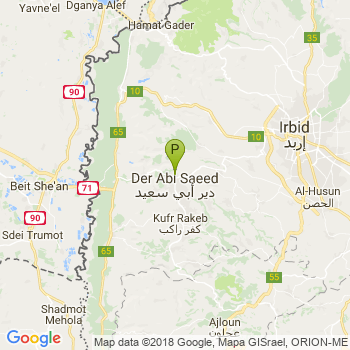 Yavne'el
Dganya Alef
Hamat Gader
35
90
10
65
10
Irbid
إربد
Beit She'an
71
P
Der Abi Saeed
دير أبي سعيد
Al-Husun
الحصن
90
Kufr Rakeb
كفر راكب
Sdei Trumot
65
55
Shadmot
Mehola
Ajloun
عجلون
55
Google
Map data ©2018 Google, Mapa GISrael, ORION-ME